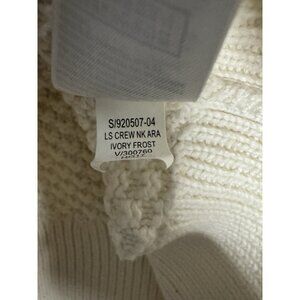 S/920507-04
LS CREW NK ARA
IVORY FROST
V/300760